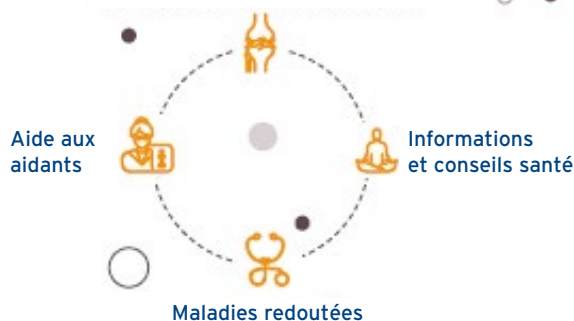 Aide aux
aidants
Informations
et conseils santé
Maladies redoutées